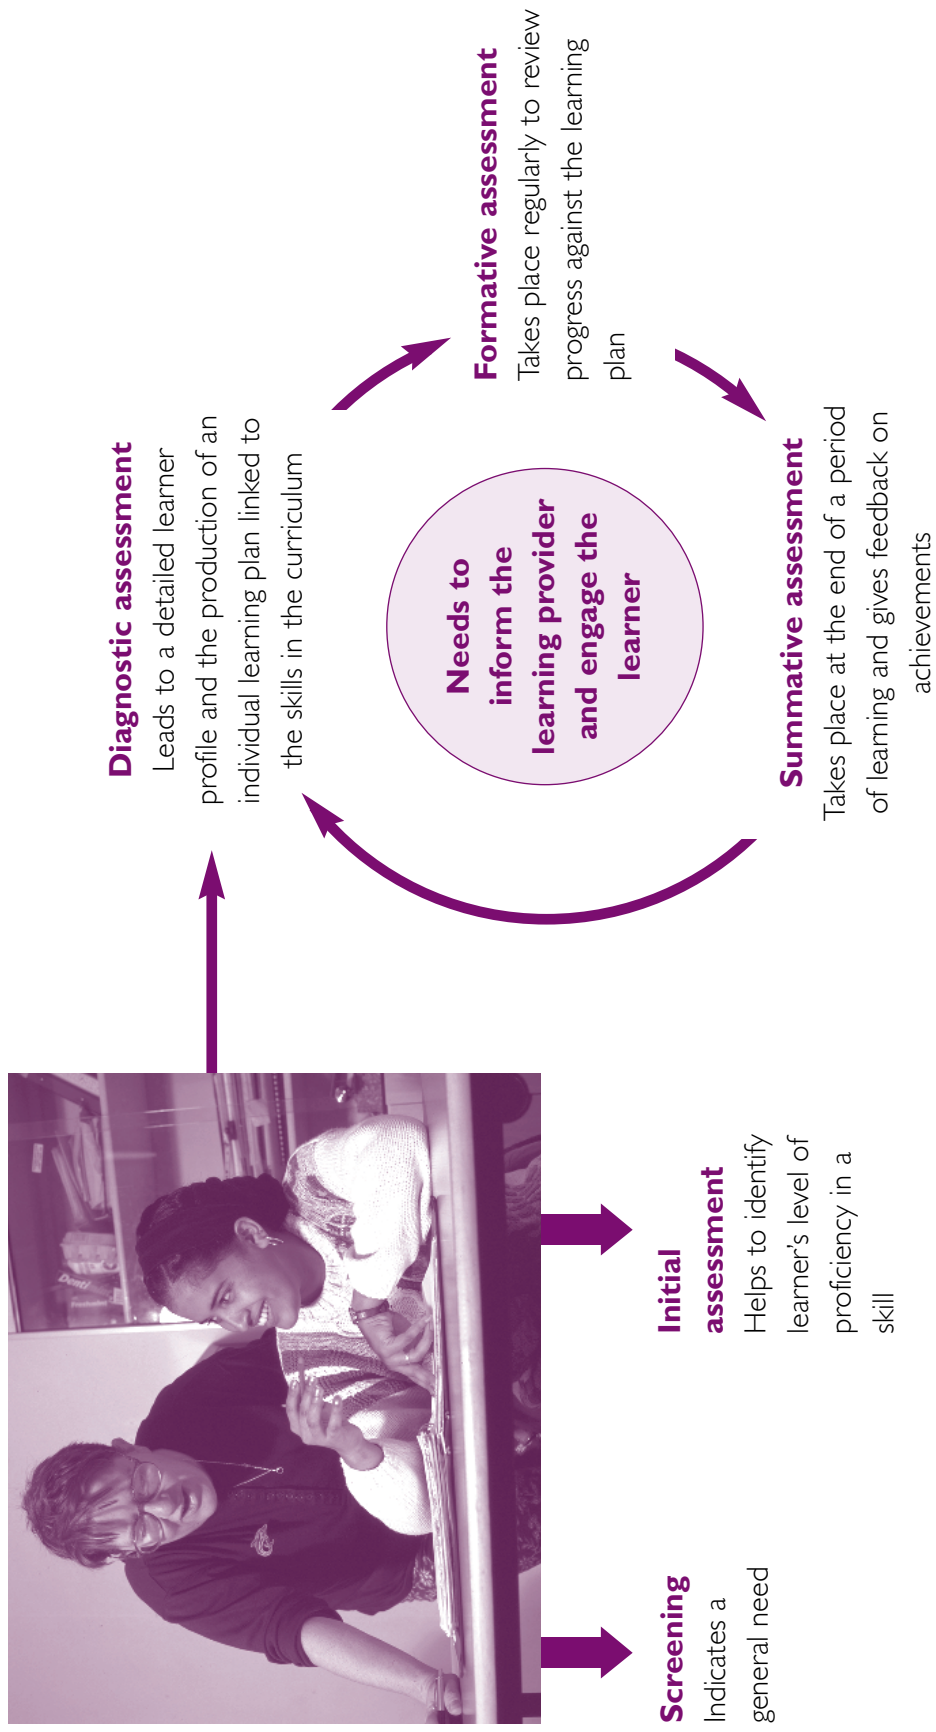 Screening
Indicates a
general need
Initial
assessment
Helps to identify
learner’s level of
proficiency in a
skill
Diagnostic assessment
Leads to a detailed learner
profile and the production of an
individual learning plan linked to
the skills in the curriculum
Formative assessment
Takes place regularly to review
progress against the learning
plan
Summative assessment
Takes place at the end of a period
of learning and gives feedback on
achievements
Needs to
inform the
learning provider
and engage the
learner